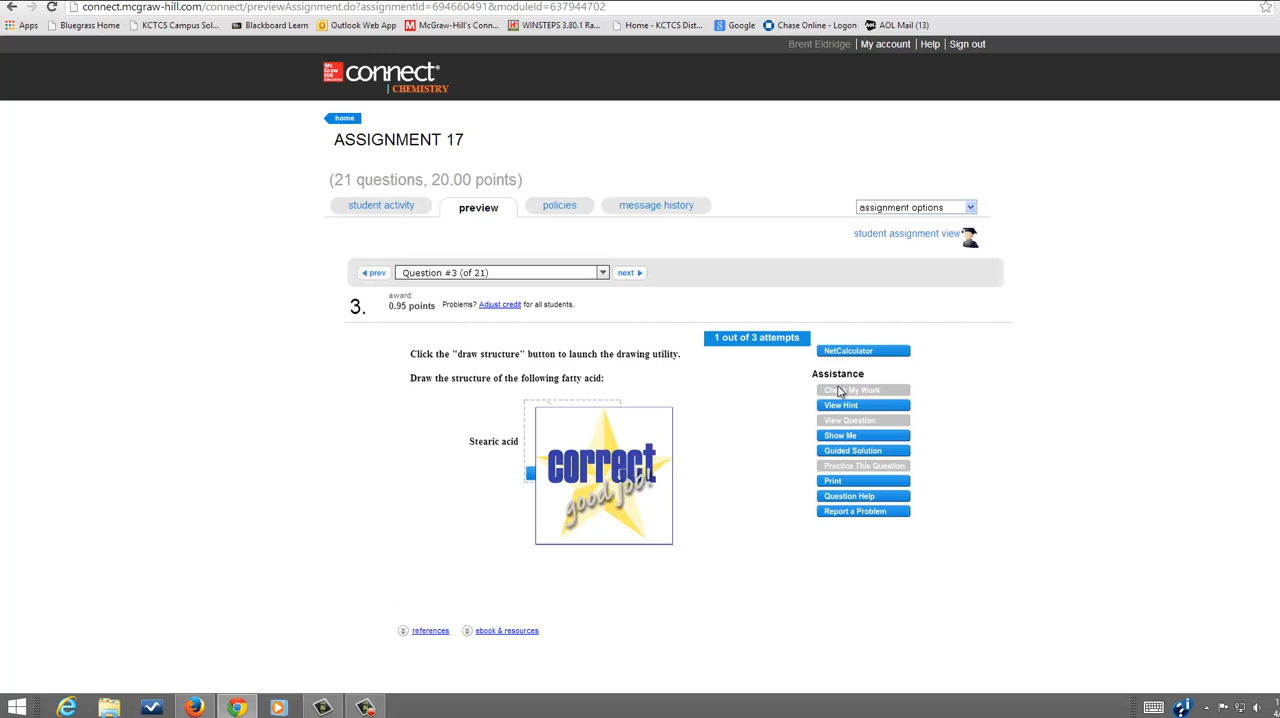 connect.mcgraw-hill.com/connect/previewAssignment.do?assignmentId=694660491&moduleId=637944702
Apps Bluegrass Home KCTCS Campus Sol... Blackboard Learn Outlook Web App McGraw-Hill's Conn... WINSTEPS 3.80.1 Ra... Home - KCTCS Dist... Google Chase Online - Logon AOL Mail (13)
Brent Eldridge | My account | Help | Sign out
Mc Graw Hill Education connect® | CHEMISTRY
home
ASSIGNMENT 17
(21 questions, 20.00 points)
student activity preview policies message history assignment options
student assignment view
prev Question #3 (of 21) next
3. award: 0.95 points Problems? Adjust credit for all students.
1 out of 3 attempts
NetCalculator
Click the "draw structure" button to launch the drawing utility.
Assistance
Draw the structure of the following fatty acid:
Check My Work
View Hint
View Question
Show Me
Stearic acid
Guided Solution
correct
good job!
Practice This Question
Print
Question Help
Report a Problem
references ebook & resources